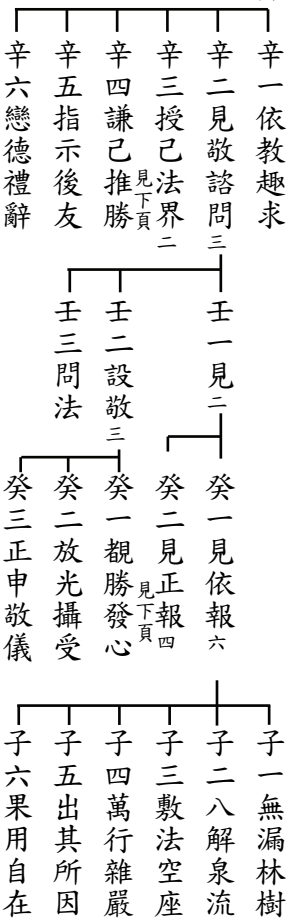 辛一依教趣求
辛二見敬諮問三
辛三授己法界二
見下頁
辛四謙己推勝
辛五指示後友
辛六戀德禮辭
壬一見二
壬二設敬三
壬三問法
癸一見依報六
癸二見正報四
見下頁
癸一覩勝發心
癸二放光攝受
癸三正申敬儀
子一無漏林樹
子二八解泉流
子三敷法空座
子四萬行雜嚴
子五出其所因
子六果用自在